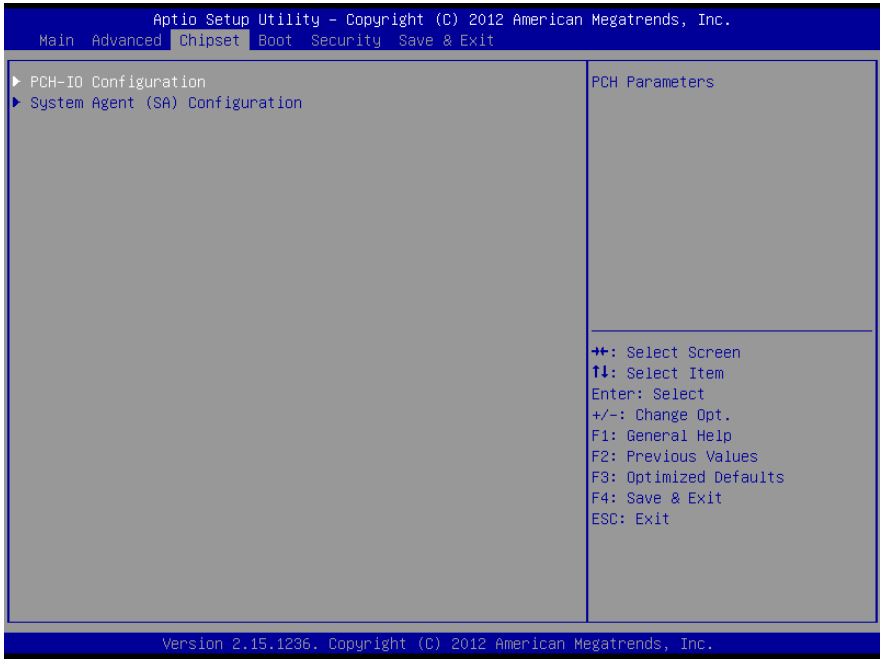 Aptio Setup Utility – Copyright (C) 2012 American Megatrends, Inc.
Main Advanced Chipset Boot Security Save & Exit
▶ PCH-IO Configuration
▶ System Agent (SA) Configuration
PCH Parameters
→←: Select Screen
↑↓: Select Item
Enter: Select
+/-: Change Opt.
F1: General Help
F2: Previous Values
F3: Optimized Defaults
F4: Save & Exit
ESC: Exit
Version 2.15.1236. Copyright (C) 2012 American Megatrends, Inc.